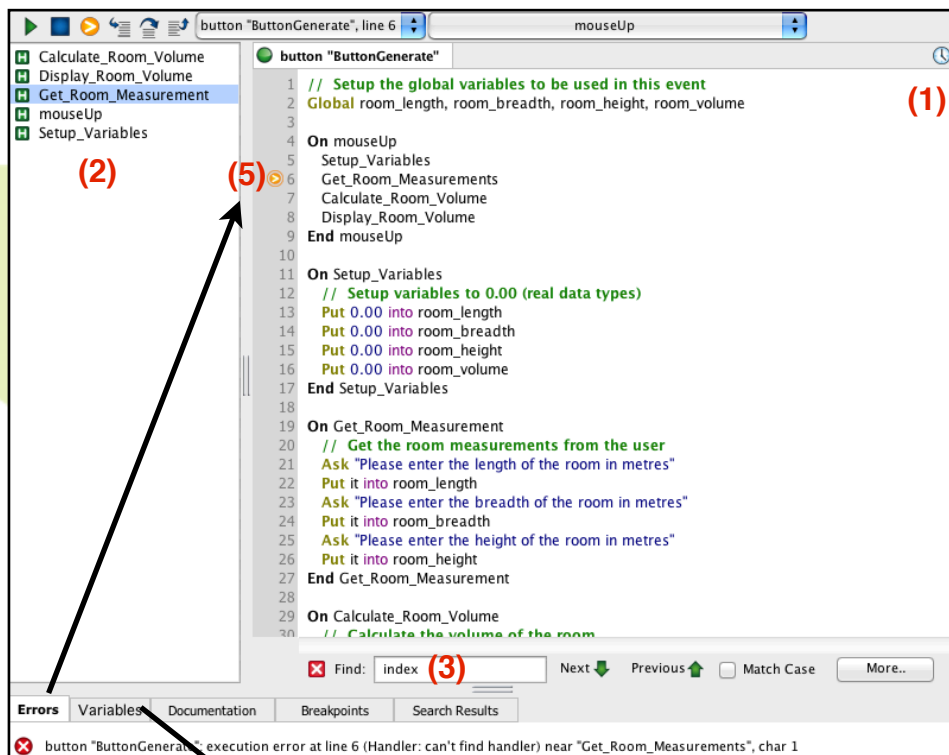 button "ButtonGenerate", line 6 mouseUp
Calculate_Room_Volume
Display_Room_Volume
Get_Room_Measurement
mouseUp
Setup_Variables
(2)
button "ButtonGenerate"
(1)
(5)
1 // Setup the global variables to be used in this event
2 Global room_length, room_breadth, room_height, room_volume
3
4 On mouseUp
5 Setup_Variables
6 Get_Room_Measurements
7 Calculate_Room_Volume
8 Display_Room_Volume
9 End mouseUp
10
11 On Setup_Variables
12 // Setup variables to 0.00 (real data types)
13 Put 0.00 into room_length
14 Put 0.00 into room_breadth
15 Put 0.00 into room_height
16 Put 0.00 into room_volume
17 End Setup_Variables
18
19 On Get_Room_Measurement
20 // Get the room measurements from the user
21 Ask "Please enter the length of the room in metres"
22 Put it into room_length
23 Ask "Please enter the breadth of the room in metres"
24 Put it into room_breadth
25 Ask "Please enter the height of the room in metres"
26 Put it into room_height
27 End Get_Room_Measurement
28
29 On Calculate_Room_Volume
30 // Calculate the volume of the room
Find: index (3) Next Previous Match Case More..
Errors Variables Documentation Breakpoints Search Results
button "ButtonGenerate": execution error at line 6 (Handler: can't find handler) near "Get_Room_Measurements", char 1